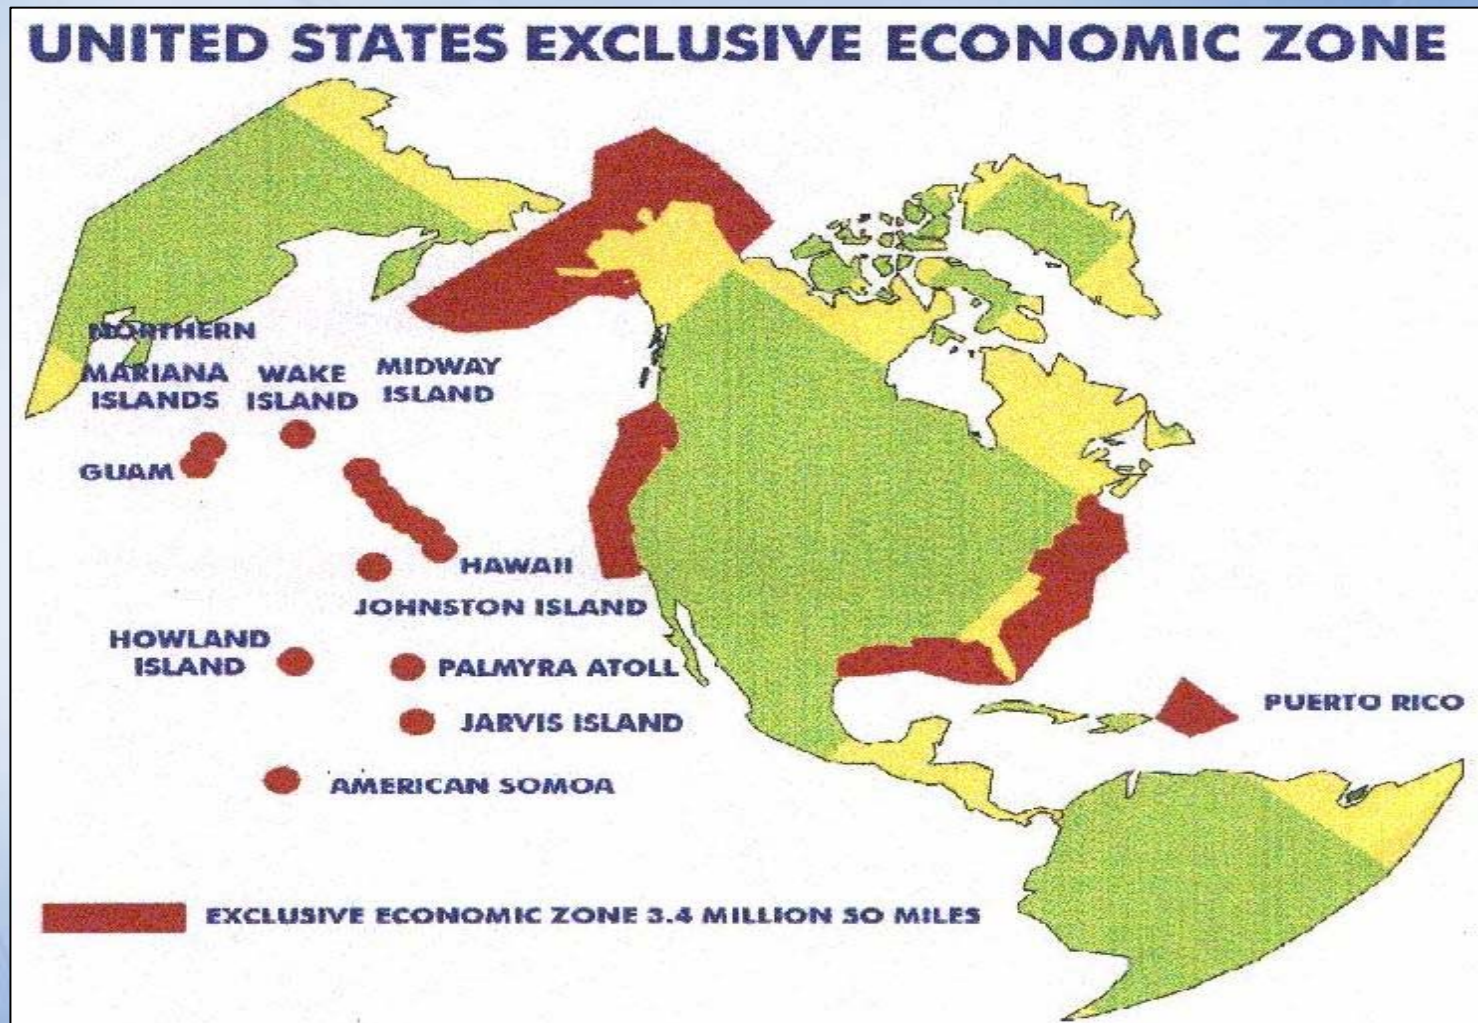 UNITED STATES EXCLUSIVE ECONOMIC ZONE
NORTHERN
MARIANA
ISLANDS
WAKE
ISLAND
MIDWAY
ISLAND
GUAM
HAWAII
JOHNSTON ISLAND
HOWLAND
ISLAND
PALMYRA ATOLL
JARVIS ISLAND
PUERTO RICO
AMERICAN SOMOA
EXCLUSIVE ECONOMIC ZONE 3.4 MILLION SO MILES